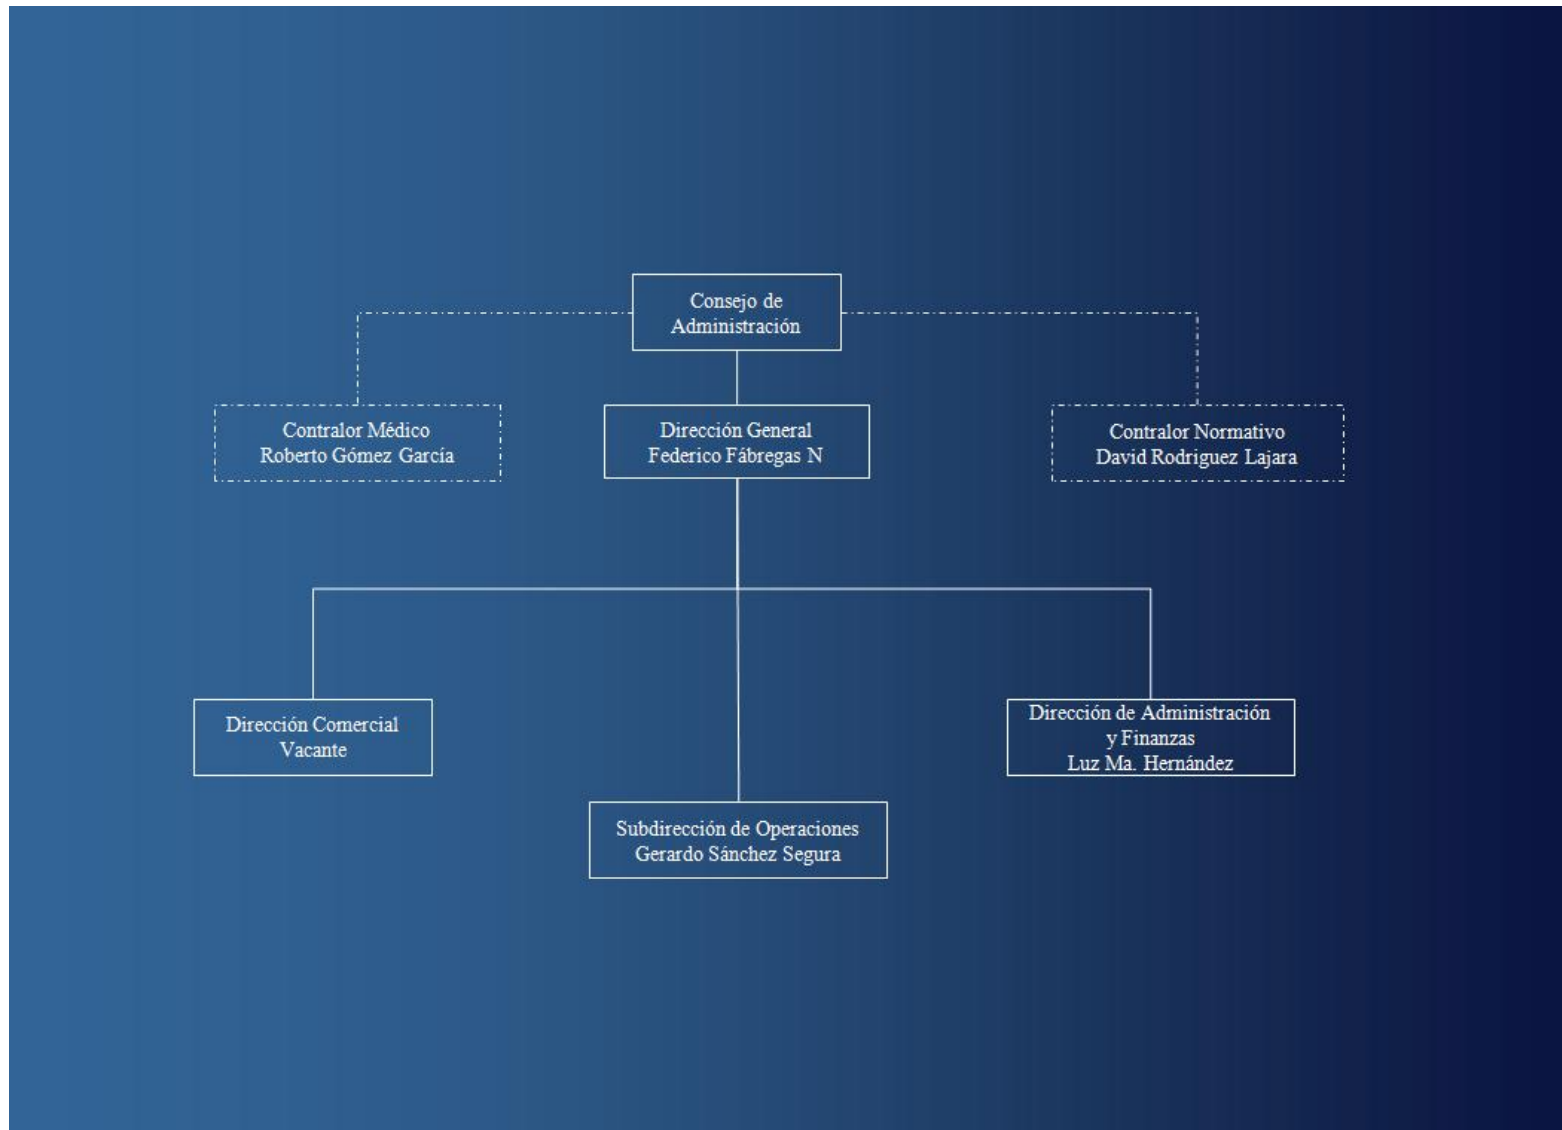 Consejo de
Administración
Contralor Médico
Roberto Gómez García
Dirección General
Federico Fábregas N
Contralor Normativo
David Rodriguez Lajara
Dirección Comercial
Vacante
Dirección de Administración
y Finanzas
Luz Ma. Hernández
Subdirección de Operaciones
Gerardo Sánchez Segura